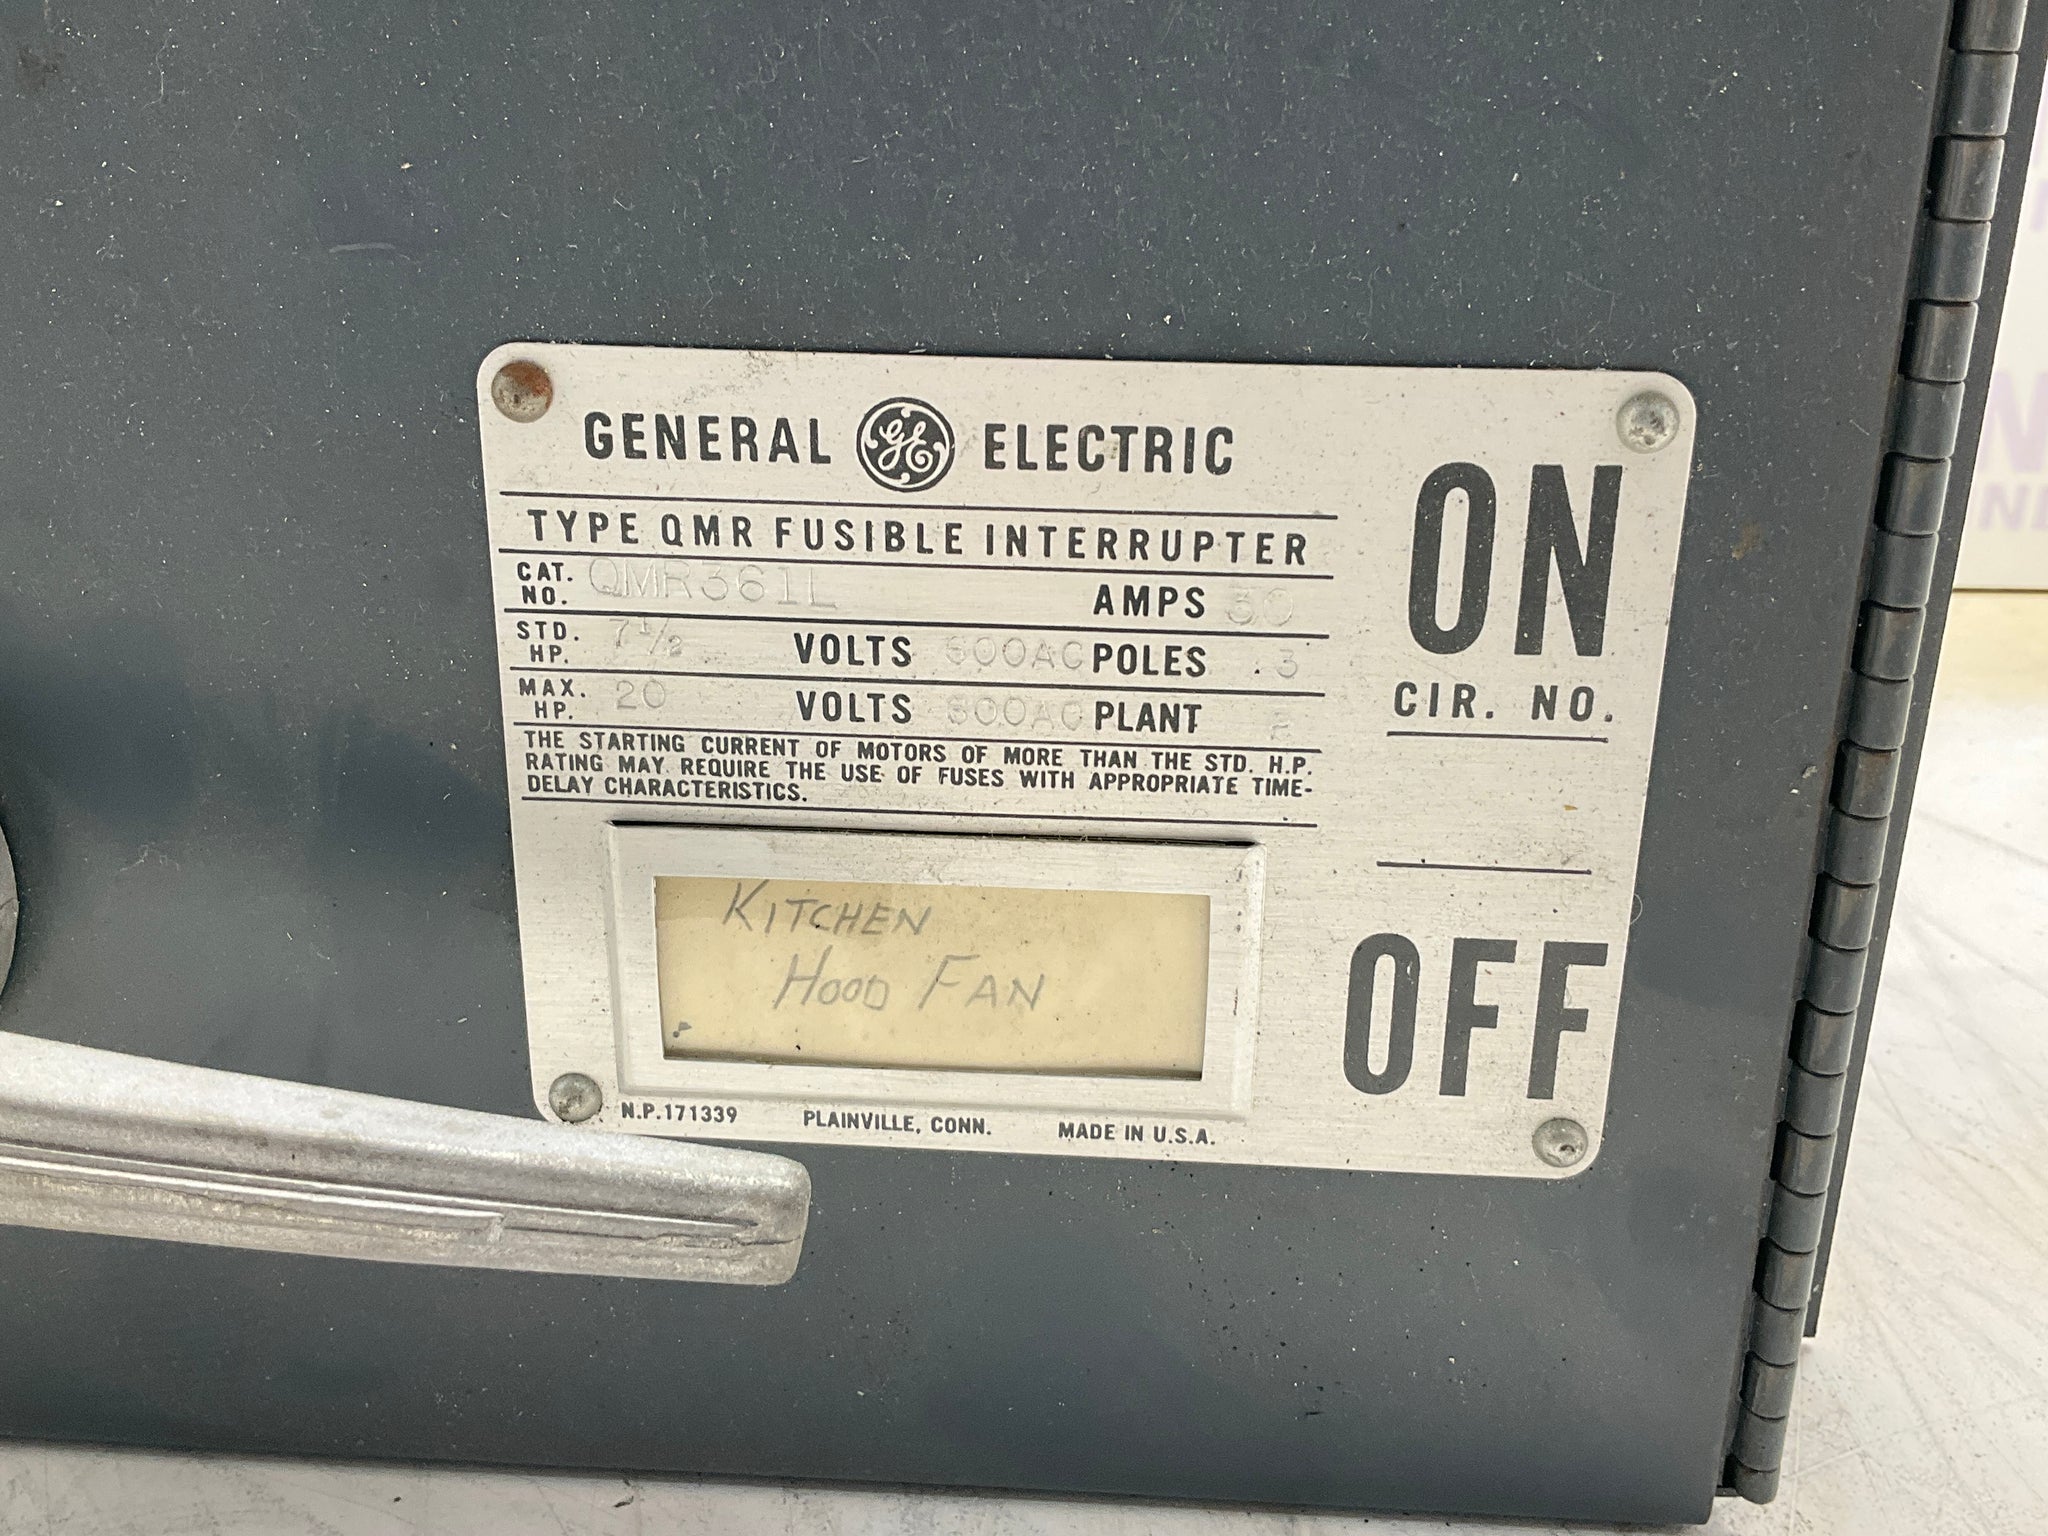 GENERAL GE ELECTRIC
TYPE QMR FUSIBLE INTERRUPTER
CAT. NO. QMR361L AMPS 30
STD. HP. 7 1/2 VOLTS 600AC POLES 3
MAX. HP. 20 VOLTS 600AC PLANT
THE STARTING CURRENT OF MOTORS OF MORE THAN THE STD. H.P.
RATING MAY REQUIRE THE USE OF FUSES WITH APPROPRIATE TIME-
DELAY CHARACTERISTICS.
KITCHEN
HOOD FAN
N.P.171339 PLAINVILLE, CONN. MADE IN U.S.A.
ON
CIR. NO.
OFF